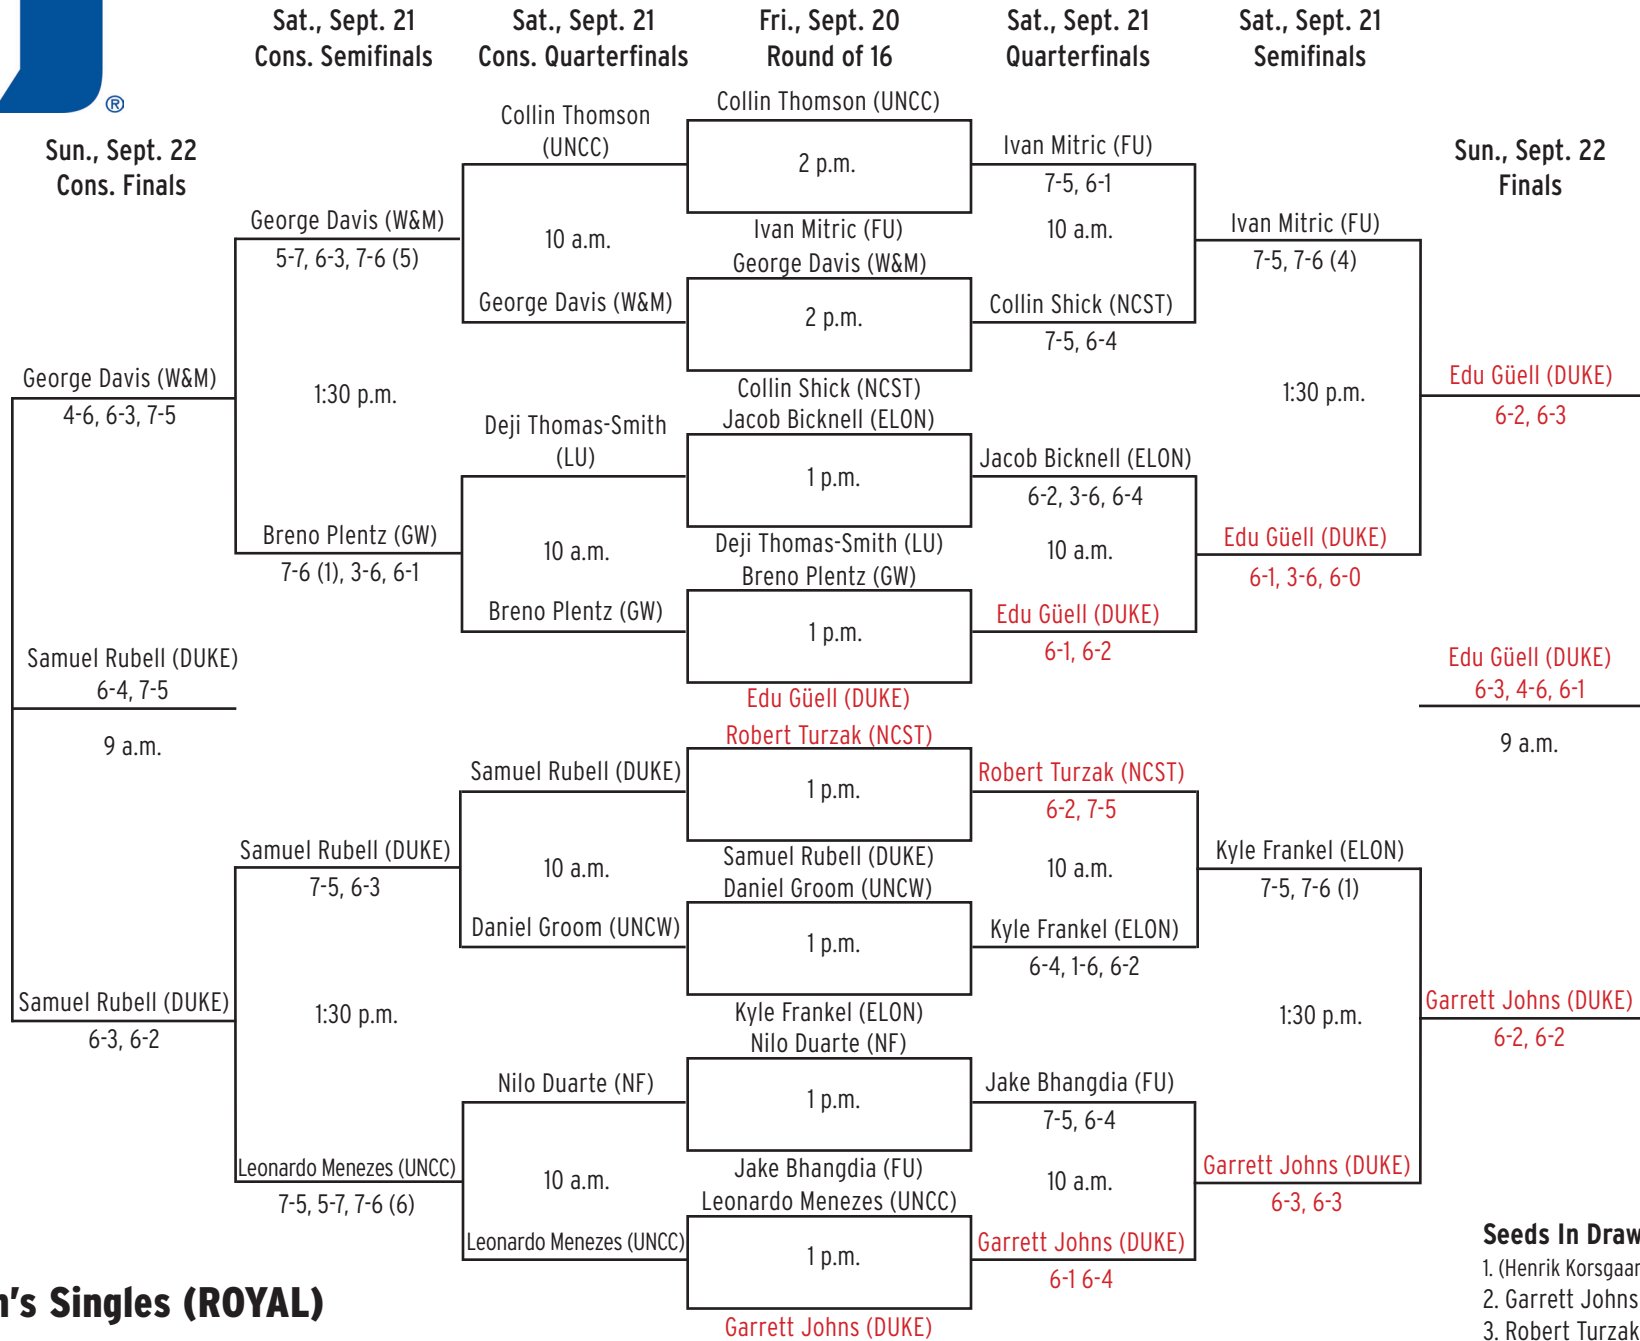 Sat., Sept. 21
Cons. Semifinals
Sat., Sept. 21
Cons. Quarterfinals
Fri., Sept. 20
Round of 16
Sat., Sept. 21
Quarterfinals
Sat., Sept. 21
Semifinals
®
Sun., Sept. 22
Cons. Finals
Sun., Sept. 22
Finals
George Davis (W&M)
4-6, 6-3, 7-5
Samuel Rubell (DUKE)
6-4, 7-5
9 a.m.
Samuel Rubell (DUKE)
6-3, 6-2
George Davis (W&M)
5-7, 6-3, 7-6 (5)
1:30 p.m.
Breno Plentz (GW)
7-6 (1), 3-6, 6-1
Samuel Rubell (DUKE)
7-5, 6-3
1:30 p.m.
Leonardo Menezes (UNCC)
7-5, 5-7, 7-6 (6)
Collin Thomson
(UNCC)
10 a.m.
George Davis (W&M)
Deji Thomas-Smith
(LU)
10 a.m.
Breno Plentz (GW)
Samuel Rubell (DUKE)
10 a.m.
Daniel Groom (UNCW)
Nilo Duarte (NF)
10 a.m.
Leonardo Menezes (UNCC)
Collin Thomson (UNCC)
2 p.m.
Ivan Mitric (FU)
George Davis (W&M)
2 p.m.
Collin Shick (NCST)
Jacob Bicknell (ELON)
1 p.m.
Deji Thomas-Smith (LU)
Breno Plentz (GW)
1 p.m.
Edu Güell (DUKE)
Robert Turzak (NCST)
1 p.m.
Samuel Rubell (DUKE)
Daniel Groom (UNCW)
1 p.m.
Kyle Frankel (ELON)
Nilo Duarte (NF)
1 p.m.
Jake Bhangdia (FU)
Leonardo Menezes (UNCC)
1 p.m.
Garrett Johns (DUKE)
Ivan Mitric (FU)
7-5, 6-1
10 a.m.
Collin Shick (NCST)
7-5, 6-4
Jacob Bicknell (ELON)
6-2, 3-6, 6-4
10 a.m.
Edu Güell (DUKE)
6-1, 6-2
Robert Turzak (NCST)
6-2, 7-5
10 a.m.
Kyle Frankel (ELON)
6-4, 1-6, 6-2
Jake Bhangdia (FU)
7-5, 6-4
10 a.m.
Garrett Johns (DUKE)
6-1 6-4
Ivan Mitric (FU)
7-5, 7-6 (4)
1:30 p.m.
Edu Güell (DUKE)
6-1, 3-6, 6-0
Kyle Frankel (ELON)
7-5, 7-6 (1)
1:30 p.m.
Garrett Johns (DUKE)
6-3, 6-3
Edu Güell (DUKE)
6-2, 6-3
Edu Güell (DUKE)
6-3, 4-6, 6-1
9 a.m.
Garrett Johns (DUKE)
6-2, 6-2
Seeds In Draw
1. (Henrik Korsgaar
2. Garrett Johns
3. Robert Turzak
n's Singles (ROYAL)